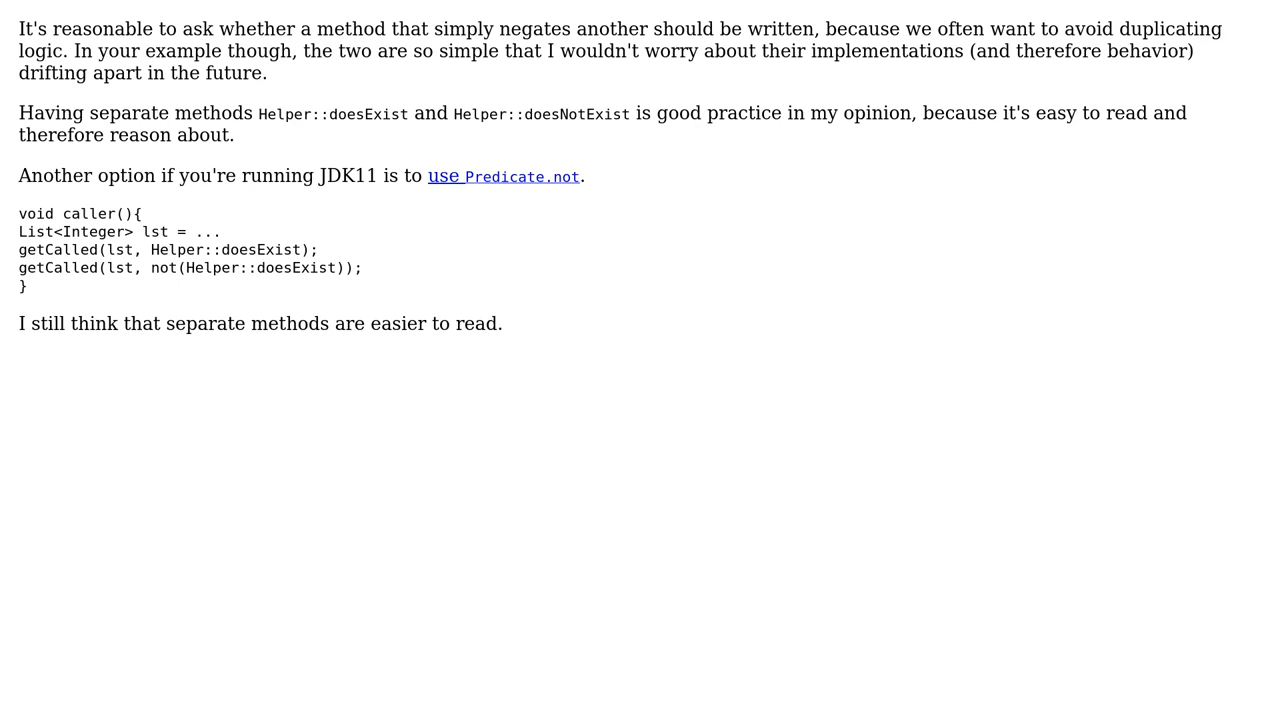 It's reasonable to ask whether a method that simply negates another should be written, because we often want to avoid duplicating
logic. In your example though, the two are so simple that I wouldn't worry about their implementations (and therefore behavior)
drifting apart in the future.
Having separate methods Helper::doesExist and Helper::doesNotExist is good practice in my opinion, because it's easy to read and
therefore reason about.
Another option if you're running JDK11 is to use Predicate.not.
void caller(){
List<Integer> lst = ...
getCalled(lst, Helper::doesExist);
getCalled(lst, not(Helper::doesExist));
}
I still think that separate methods are easier to read.